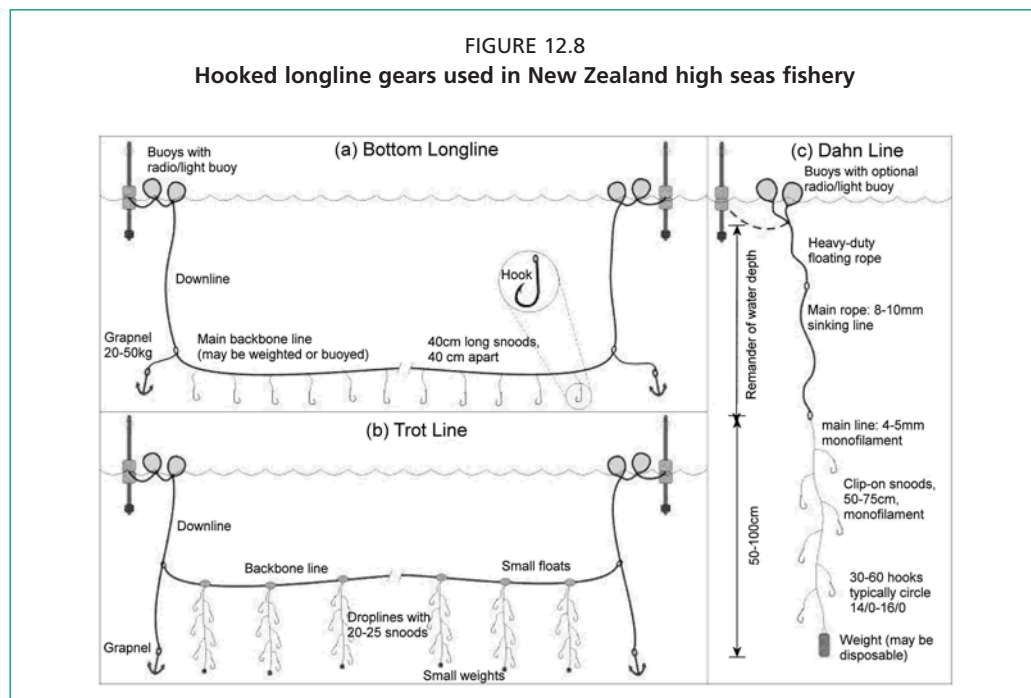 FIGURE 12.8
Hooked longline gears used in New Zealand high seas fishery
(a) Bottom Longline
Buoys with
radio/light buoy
Downline
Hook
Grapnel
20-50kg
Main backbone line
(may be weighted or buoyed)
40cm long snoods,
40 cm apart
(b) Trot Line
Downline
Backbone line
Small floats
Droplines with
20-25 snoods
Grapnel
Small weights
(c) Dahn Line
Buoys with optional
radio/light buoy
Heavy-duty
floating rope
Main rope: 8-10mm
sinking line
Remander of water depth
main line: 4-5mm
monofilament
Clip-on snoods,
50-75cm,
monofilament
50-100cm
30-60 hooks
typically circle
14/0-16/0
Weight (may be
disposable)